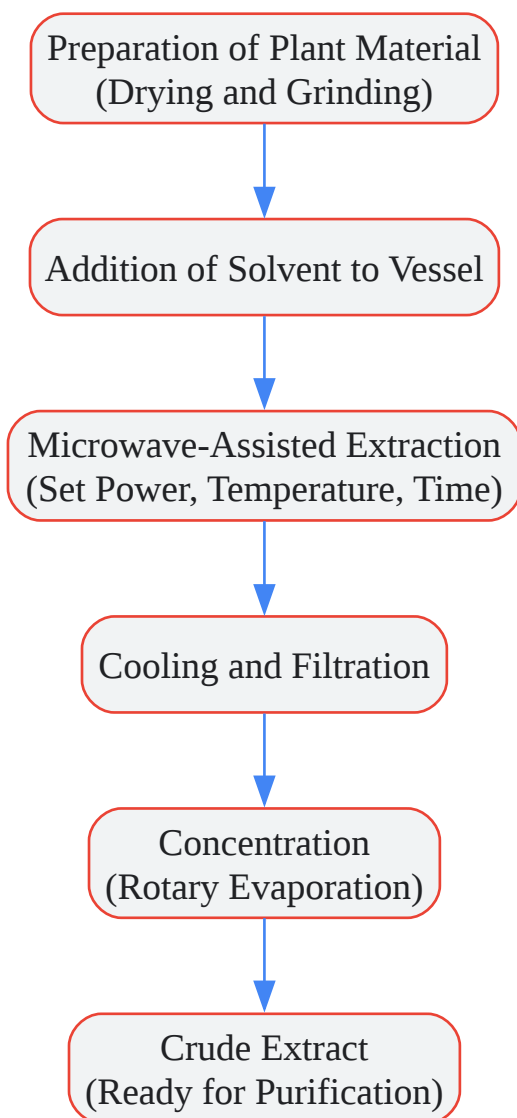 Preparation of Plant Material
(Drying and Grinding)
Addition of Solvent to Vessel
Microwave-Assisted Extraction
(Set Power, Temperature, Time)
Cooling and Filtration
Concentration
(Rotary Evaporation)
Crude Extract
(Ready for Purification)